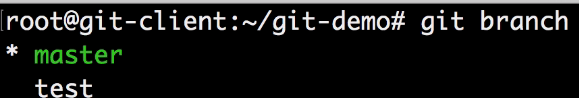 root@git-client:~/git-demo# git branch
* master
test